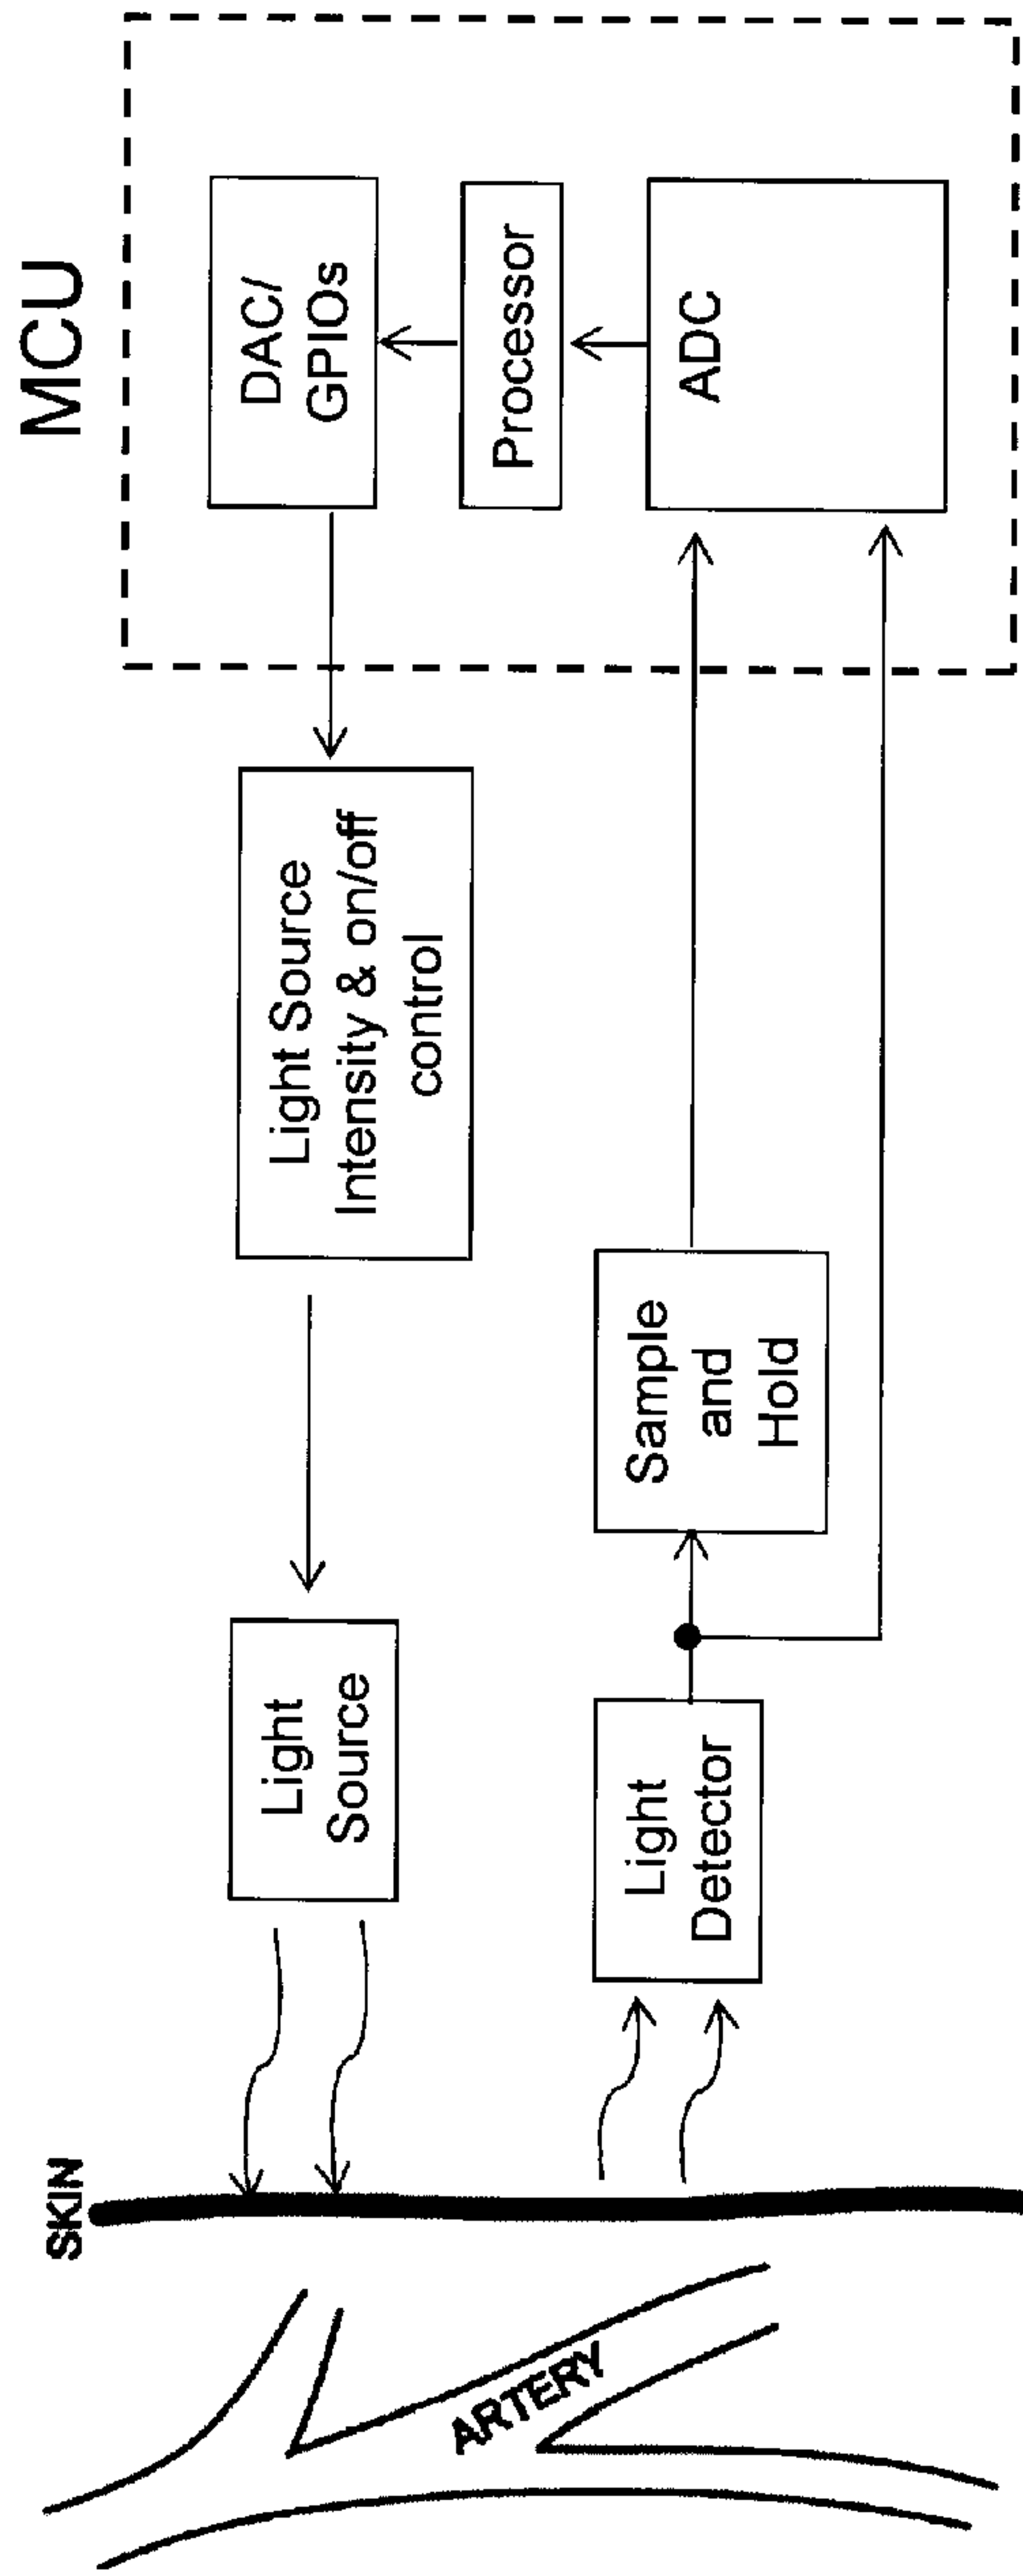 MCU
SKIN
Light
Source
Light Source
Intensity & on/off
control
DAC/
GPIOs
Processor
ARTERY
Light
Detector
Sample
and
Hold
ADC